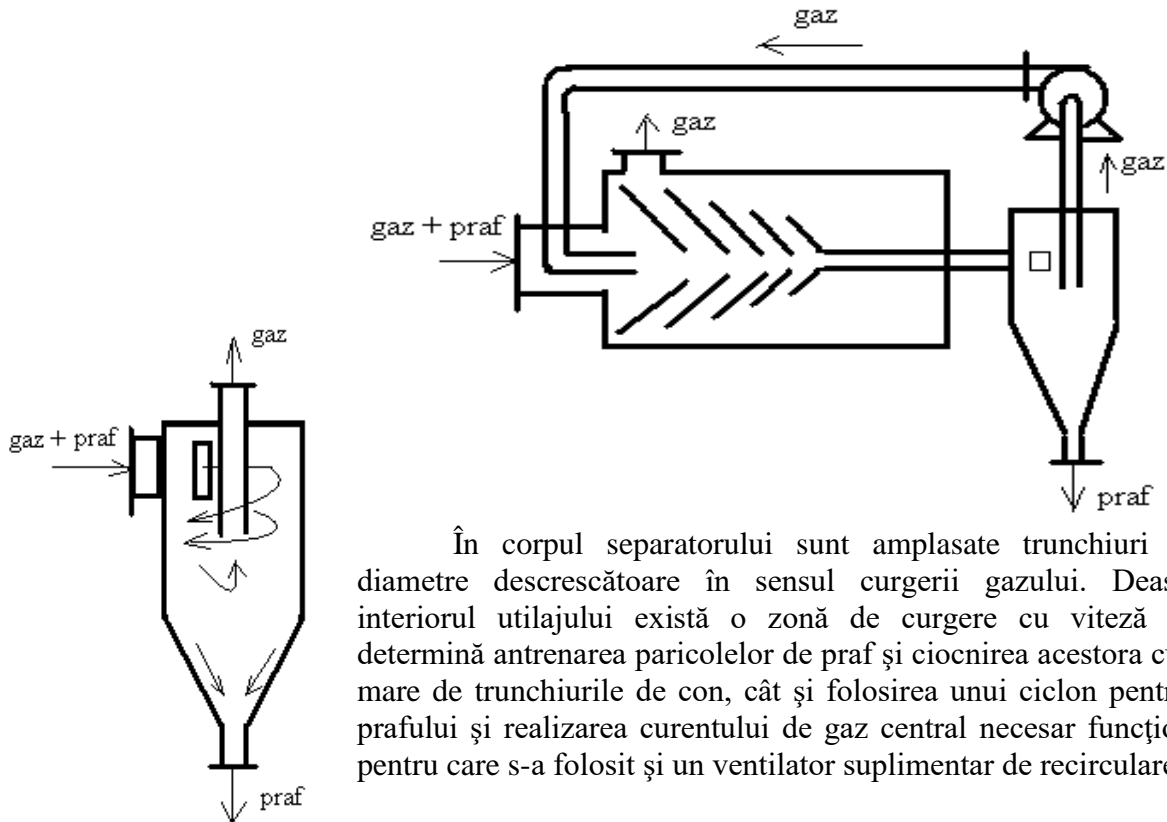 gaz
gaz
gaz + praf
gaz
praf
gaz
gaz + praf
praf
În corpul separatorului sunt amplasate trunchiuri
diametre descrescătoare în sensul curgerii gazului. Deas
interiorul utilajului există o zonă de curgere cu viteză
determină antrenarea paricolelor de praf şi ciocnirea acestora c
mare de trunchiurile de con, cât şi folosirea unui ciclon pentr
prafului şi realizarea curentului de gaz central necesar funcţio
pentru care s-a folosit şi un ventilator suplimentar de recirculare